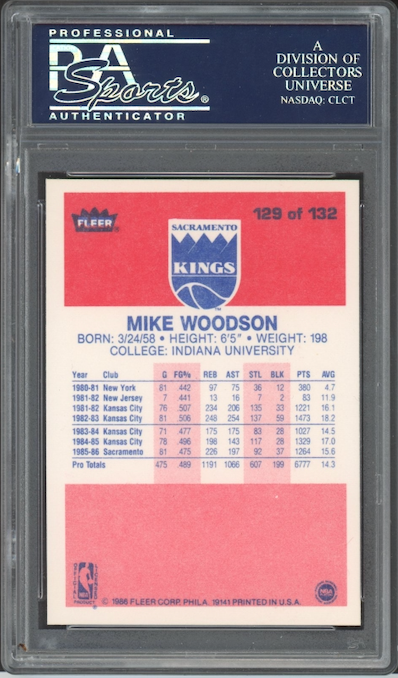 PROFESSIONAL
PSA
Sports®
AUTHENTICATOR
A
DIVISION OF
COLLECTORS
UNIVERSE
NASDAQ: CLCT
FLEER®
129 of 132
SACRAMENTO
KINGS
TM
MIKE WOODSON
BORN: 3/24/58 • HEIGHT: 6'5" • WEIGHT: 198
COLLEGE: INDIANA UNIVERSITY
Year Club G FG% REB AST STL BLK PTS AVG
1980-81 New York 81 .442 97 75 36 12 380 4.7
1981-82 New Jersey 7 .441 13 16 7 2 83 11.9
1981-82 Kansas City 76 .507 234 206 135 33 1221 16.1
1982-83 Kansas City 81 .506 248 254 137 59 1473 18.2
1983-84 Kansas City 71 .477 175 175 83 28 1027 14.5
1984-85 Kansas City 78 .496 198 143 117 28 1329 17.0
1985-86 Sacramento 81 .475 226 197 92 37 1264 15.6
Pro Totals 475 .489 1191 1066 607 199 6777 14.3
NBA
© 1986 FLEER CORP. PHILA. 19141 PRINTED IN U.S.A.